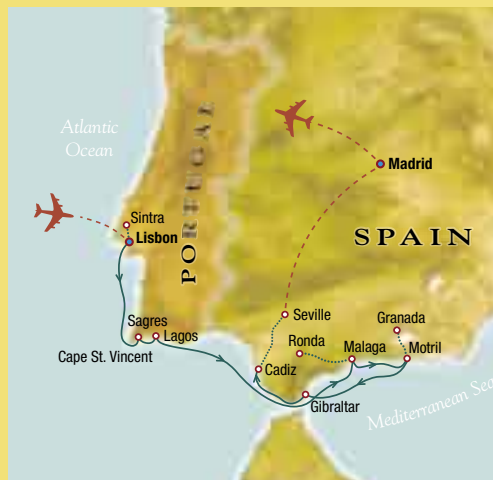 Atlantic
Ocean
PORTUGAL
Madrid
Sintra
Lisbon
SPAIN
Sagres
Lagos
Cape St. Vincent
Seville
Granada
Ronda
Malaga
Motril
Cadiz
Gibraltar
Mediterranean Sea